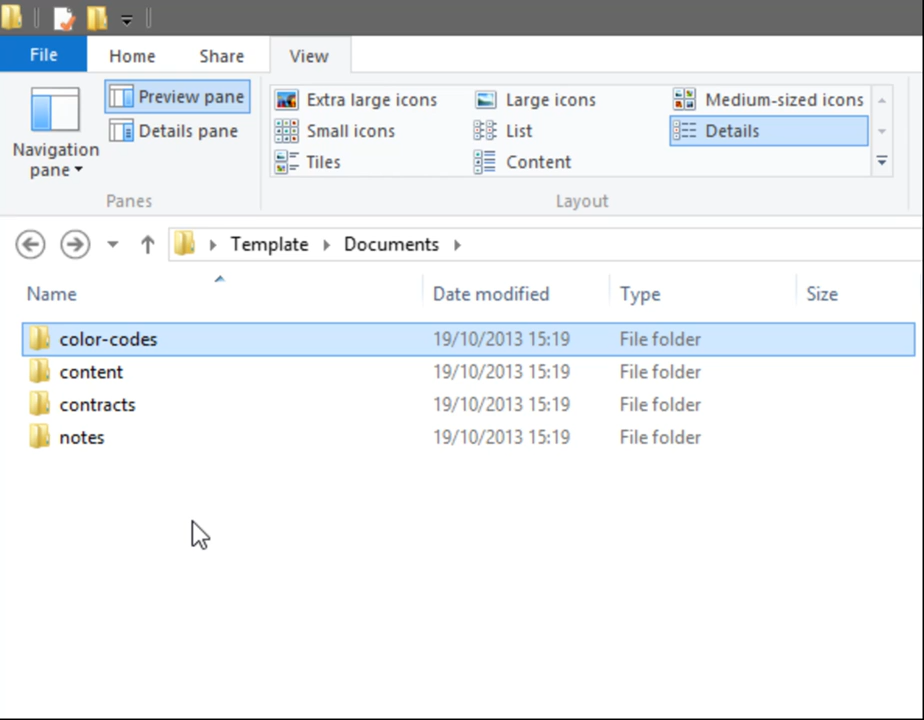 File Home Share View
Preview pane Extra large icons Large icons Medium-sized icons
Details pane Small icons List Details
Navigation pane Tiles Content
Panes Layout
Template Documents
Name Date modified Type Size
color-codes 19/10/2013 15:19 File folder
content 19/10/2013 15:19 File folder
contracts 19/10/2013 15:19 File folder
notes 19/10/2013 15:19 File folder